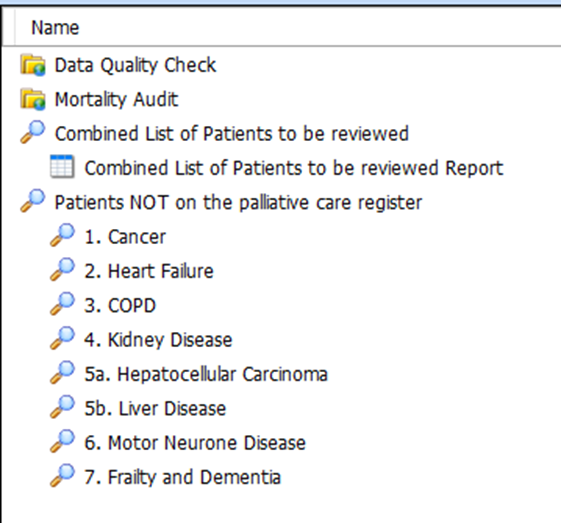 Name
Data Quality Check
Mortality Audit
Combined List of Patients to be reviewed
Combined List of Patients to be reviewed Report
Patients NOT on the palliative care register
1. Cancer
2. Heart Failure
3. COPD
4. Kidney Disease
5a. Hepatocellular Carcinoma
5b. Liver Disease
6. Motor Neurone Disease
7. Frailty and Dementia